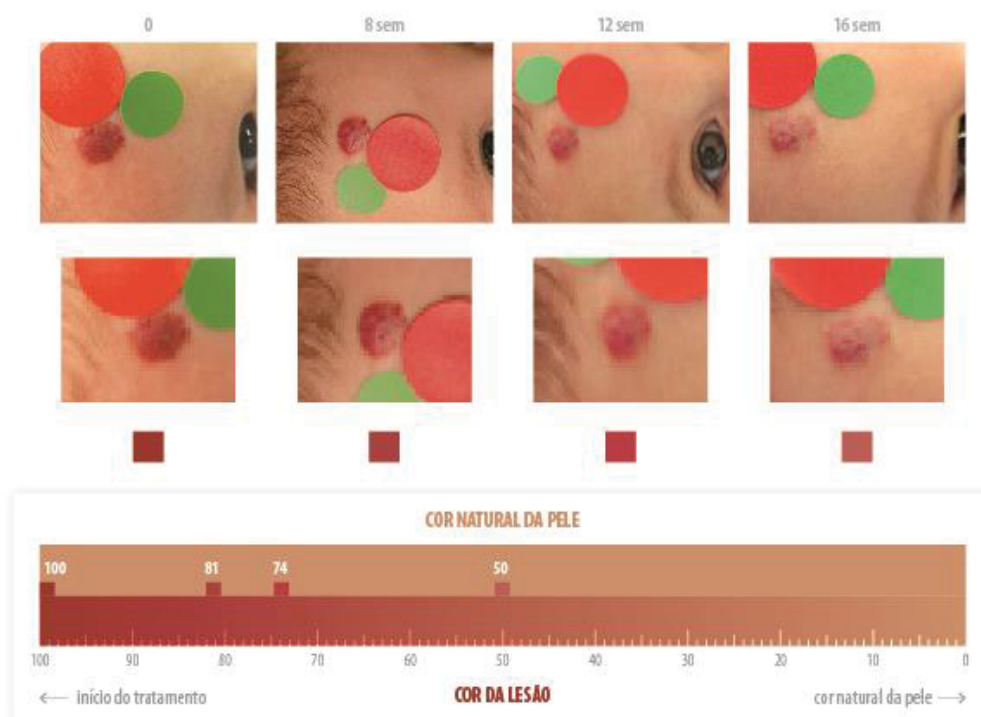 0 8 sem 12 sem 16 sem
COR NATURAL DA PELE
100 81 74 50
100 90 80 70 60 50 40 30 20 10 0
← início do tratamento COR DA LESÃO cor natural da pele →